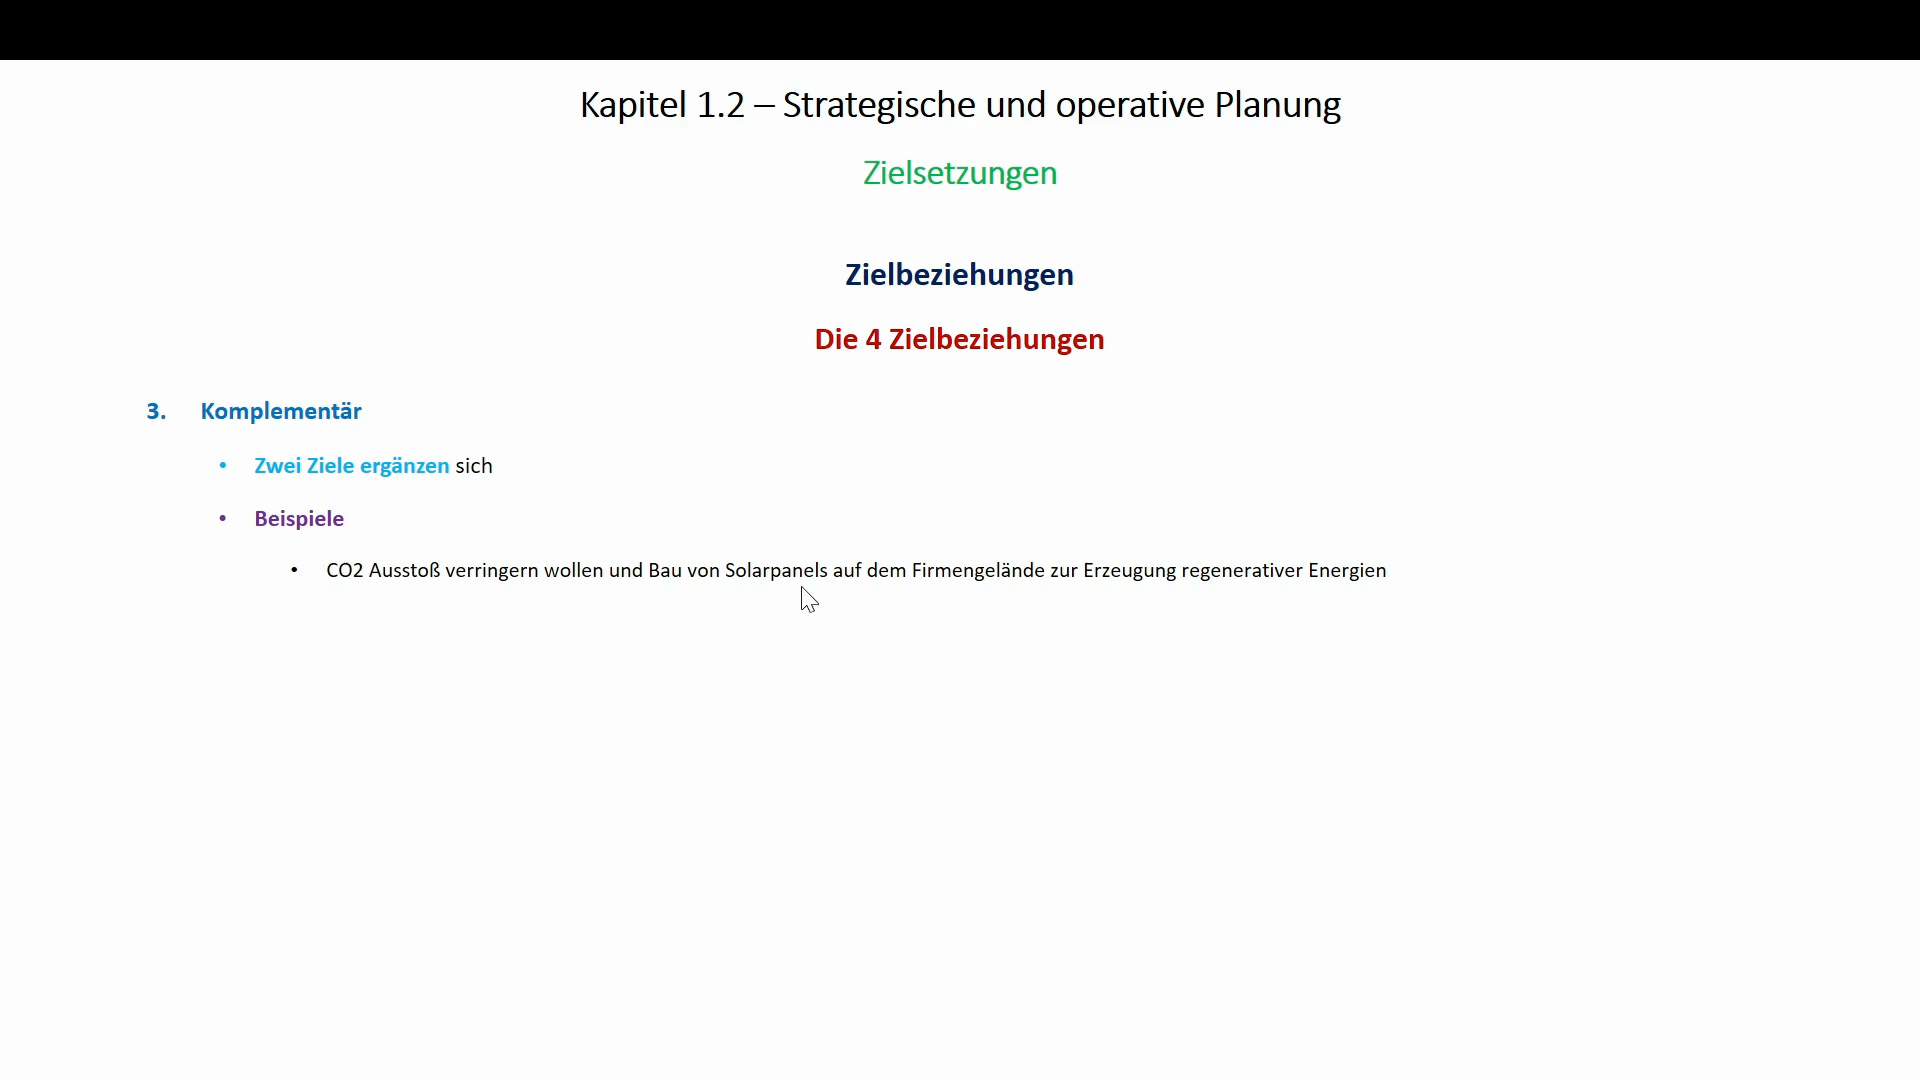 Kapitel 1.2 – Strategische und operative Planung
Zielsetzungen
Zielbeziehungen
Die 4 Zielbeziehungen
3. Komplementär
• Zwei Ziele ergänzen sich
• Beispiele
• CO2 Ausstoß verringern wollen und Bau von Solarpanels auf dem Firmengelände zur Erzeugung regenerativer Energien